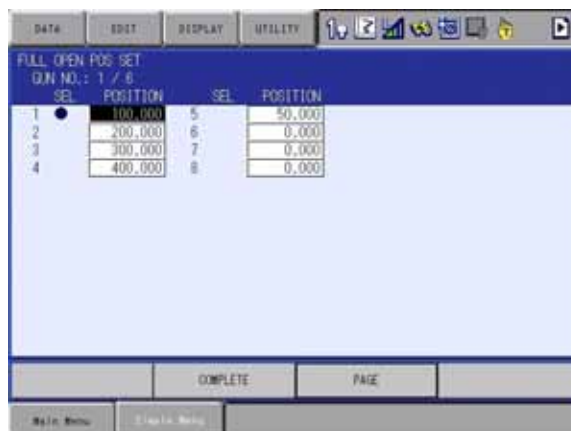 DATA EDIT DISPLAY UTILITY
FULL OPEN POS SET
GUN NO.: 1 / 6
SEL POSITION SEL POSITION
1 ● 100.000 5 50.000
2 200.000 6 0.000
3 300.000 7 0.000
4 400.000 8 0.000
COMPLETE PAGE
Main Menu Simple Menu